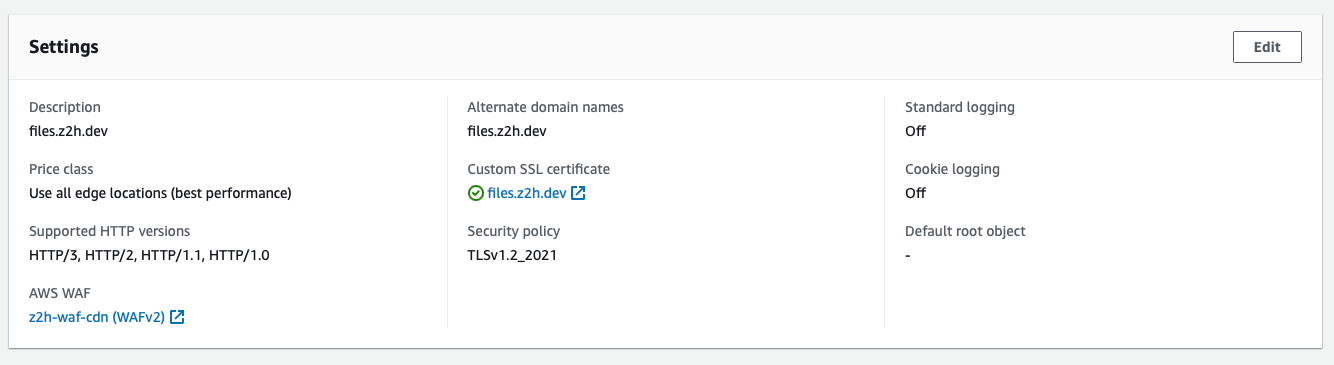 Settings
Edit
Description
files.z2h.dev
Price class
Use all edge locations (best performance)
Supported HTTP versions
HTTP/3, HTTP/2, HTTP/1.1, HTTP/1.0
AWS WAF
z2h-waf-cdn (WAFv2)
Alternate domain names
files.z2h.dev
Custom SSL certificate
files.z2h.dev
Security policy
TLSv1.2_2021
Standard logging
Off
Cookie logging
Off
Default root object
-